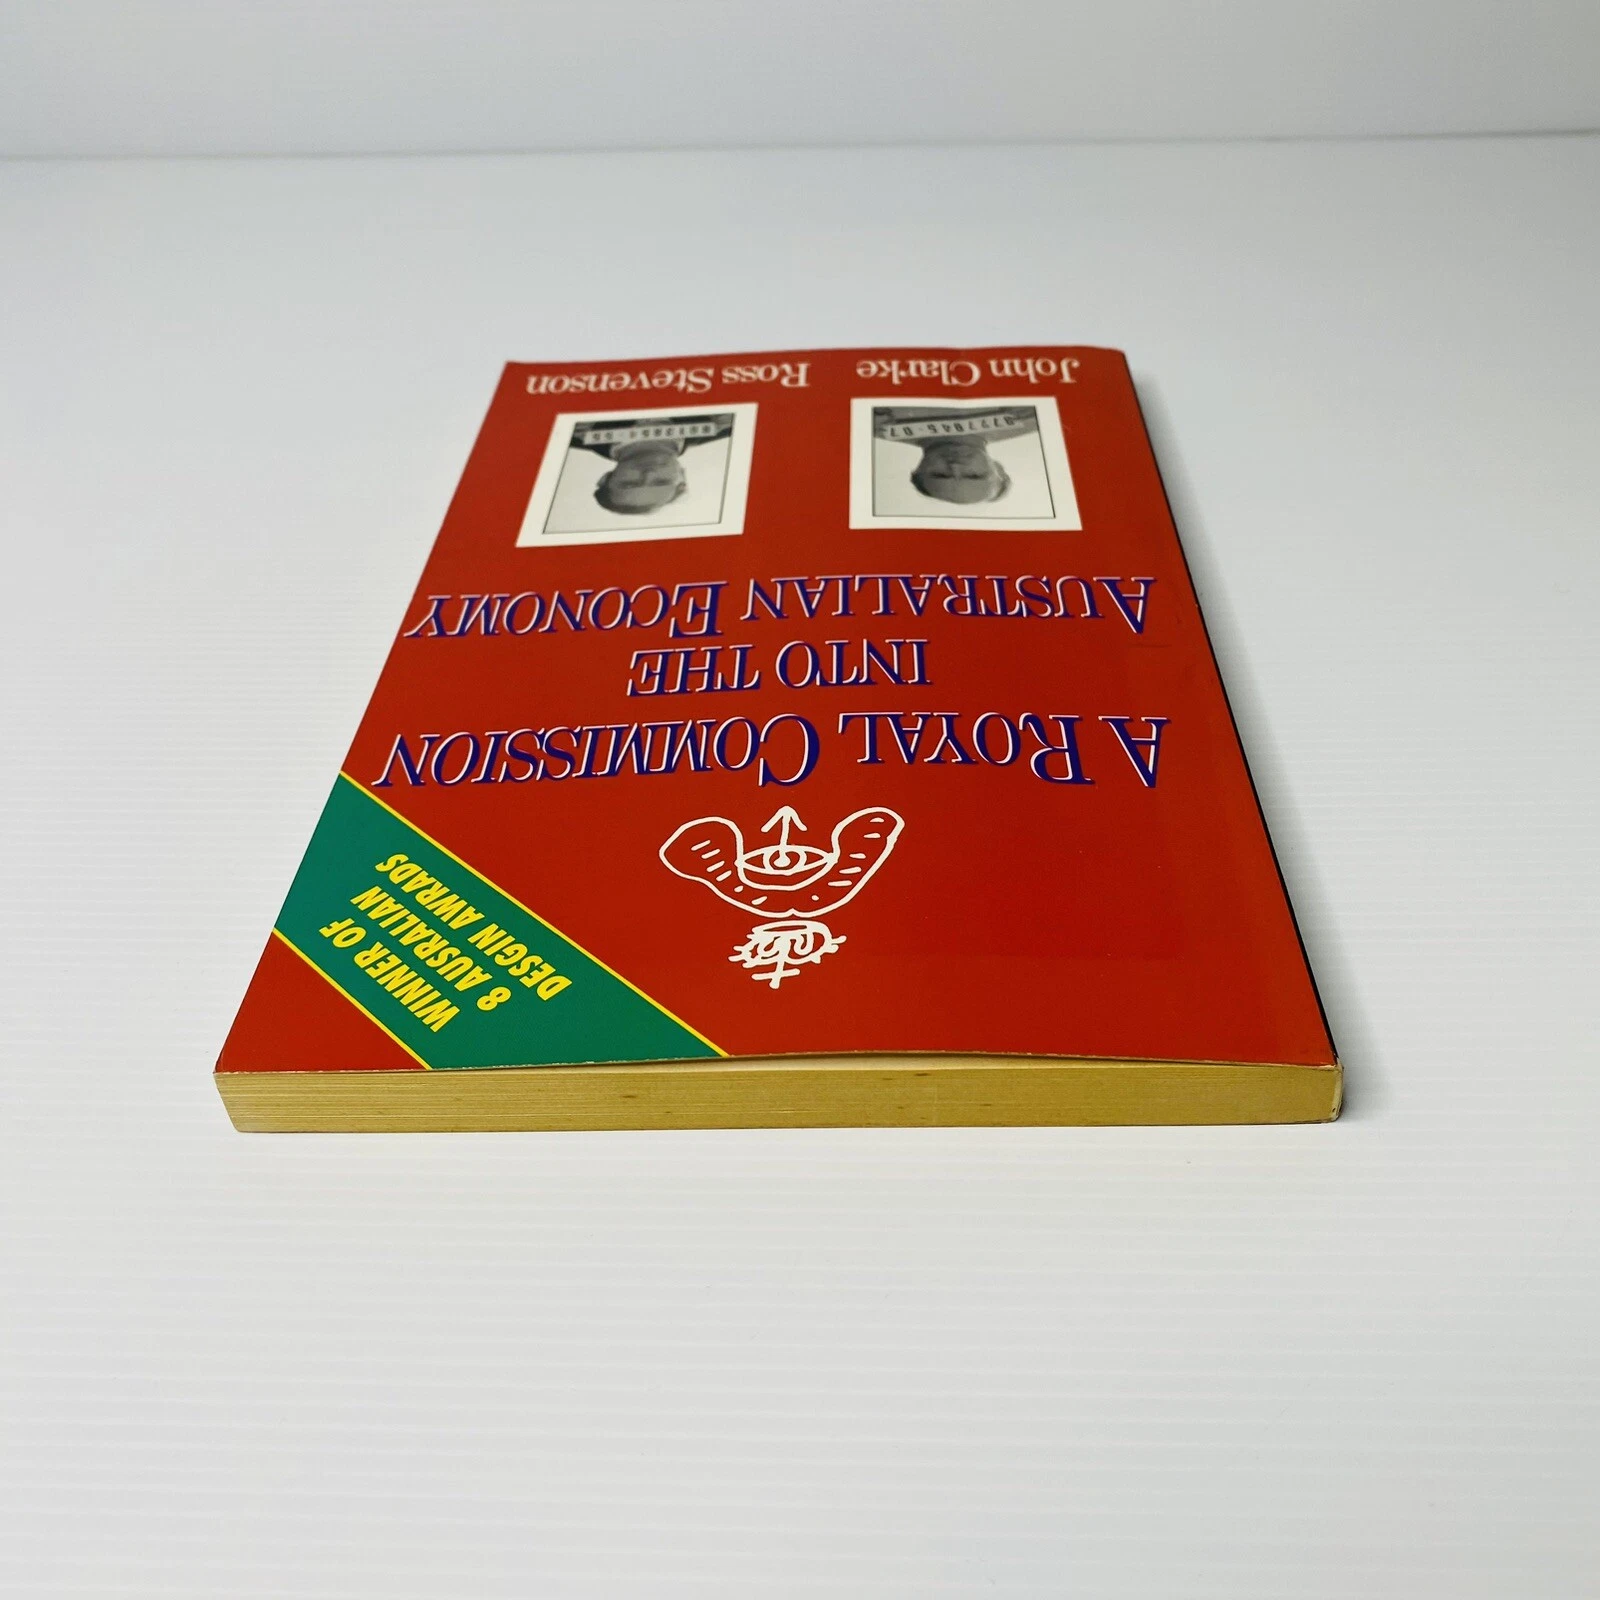 WINNER OF
8 AUSRALIAN
DESGIN AWRADS
A ROYAL COMMISSION
INTO THE
AUSTRALIAN ECONOMY
John Clarke
Ross Stevenson